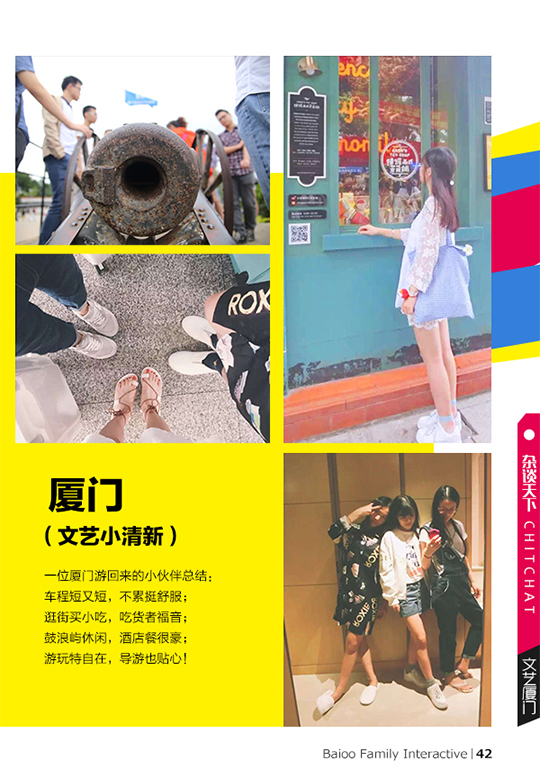 ROXY
厦门
（文艺小清新）
一位厦门游回来的小伙伴总结：
车程短又短，不累挺舒服；
逛街买小吃，吃货者福音；
鼓浪屿休闲，酒店餐很豪；
游玩特自在，导游也贴心！
杂谈天下 CHITCHAT
文艺厦门
Baioo Family Interactive | 42